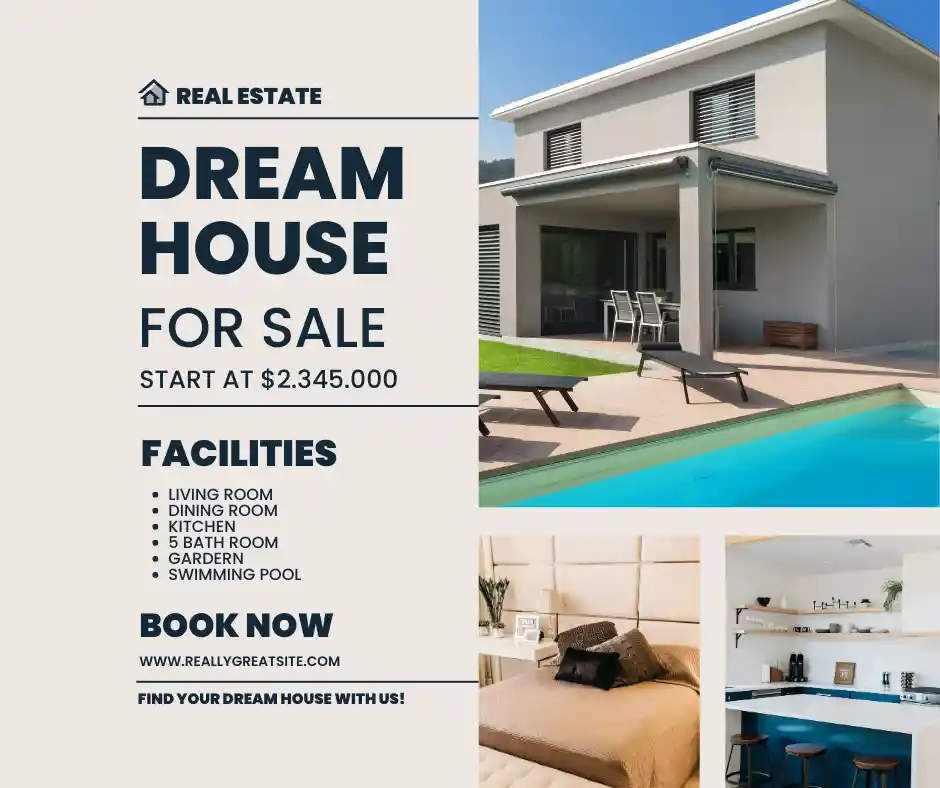 REAL ESTATE
DREAM
HOUSE
FOR SALE
START AT $2.345.000
FACILITIES
• LIVING ROOM
• DINING ROOM
• KITCHEN
• 5 BATH ROOM
• GARDERN
• SWIMMING POOL
BOOK NOW
WWW.REALLYGREATSITE.COM
FIND YOUR DREAM HOUSE WITH US!